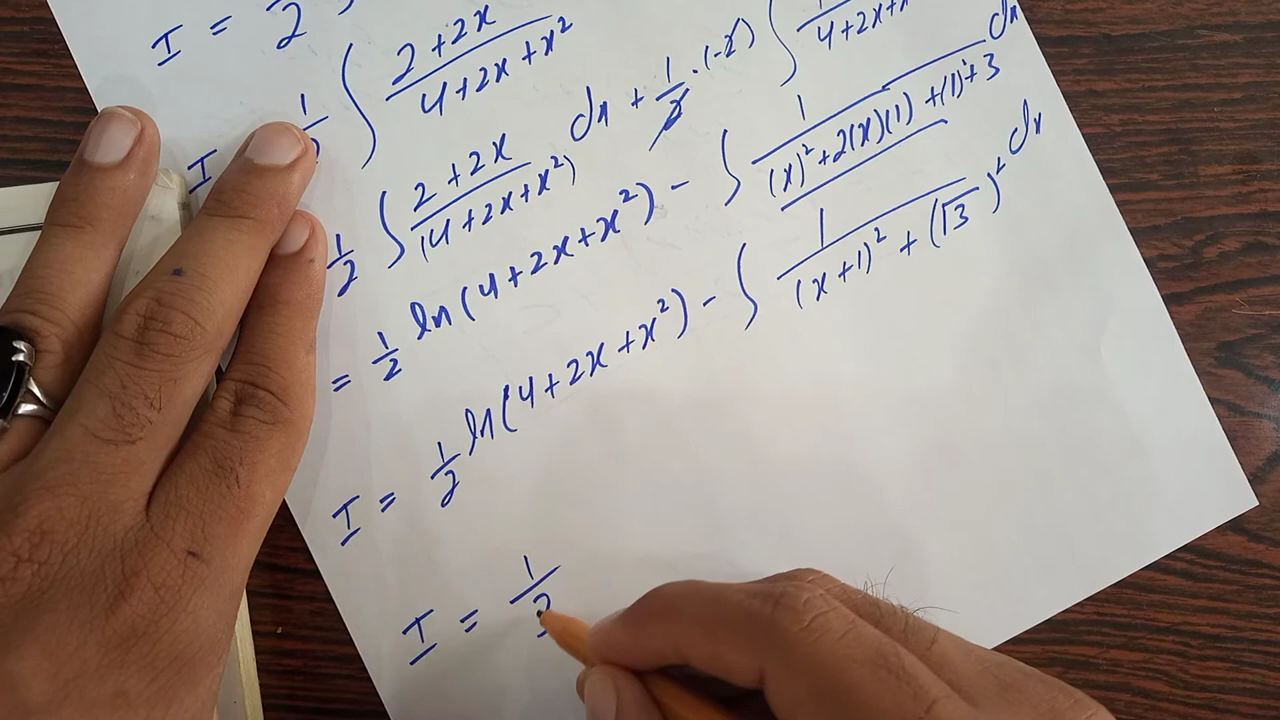 I = 2
1/2 ∫ (2+2x)/(4+2x+x²)
I 1/2 ∫ (2+2x)/(4+2x+x²) dx + 1/2 · (-2) ∫ 1/(4+2x+x
= 1/2 ln(4+2x+x²) - ∫ 1/((x)²+2(x)(1)+(1)²+3) dx
I = 1/2 ln(4+2x+x²) - ∫ 1/((x+1)²+(√3)²) dx
I = 1/2